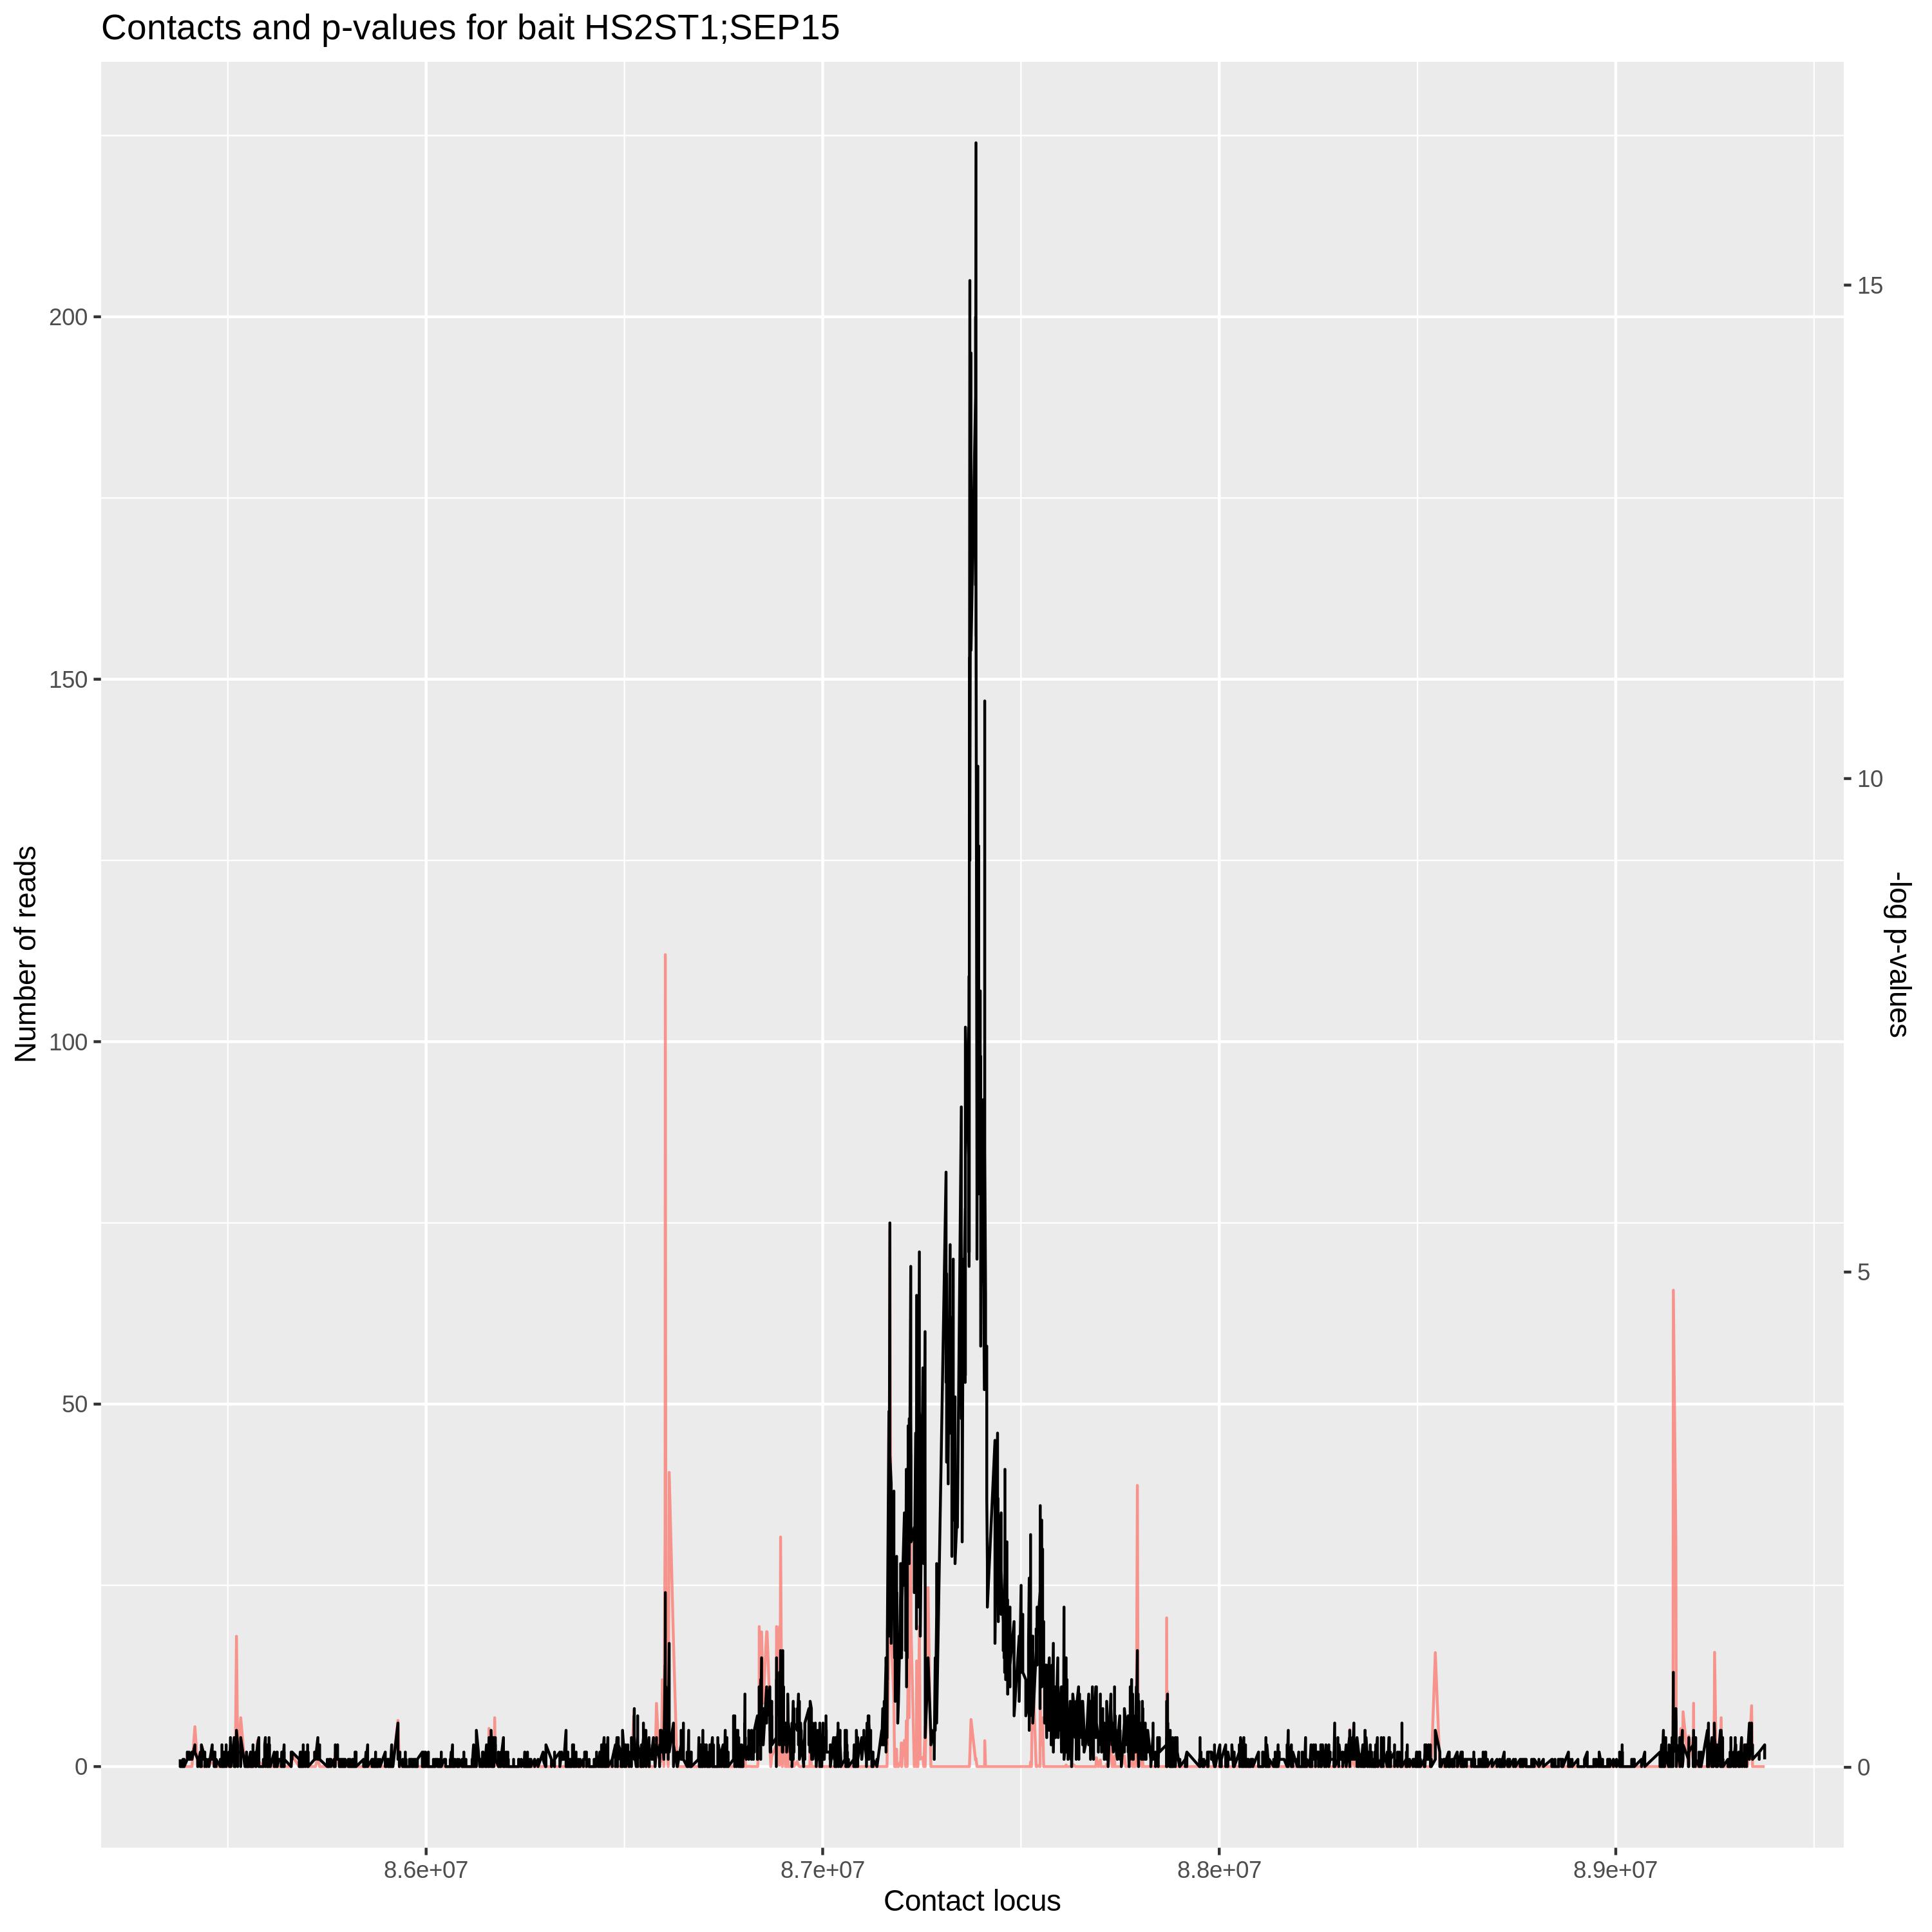 Contacts and p-values for bait HS2ST1;SEP15
Number of reads
200
150
100
50
0
15
10
5
0
-log p-values
8.6e+07 8.7e+07 8.8e+07 8.9e+07
Contact locus